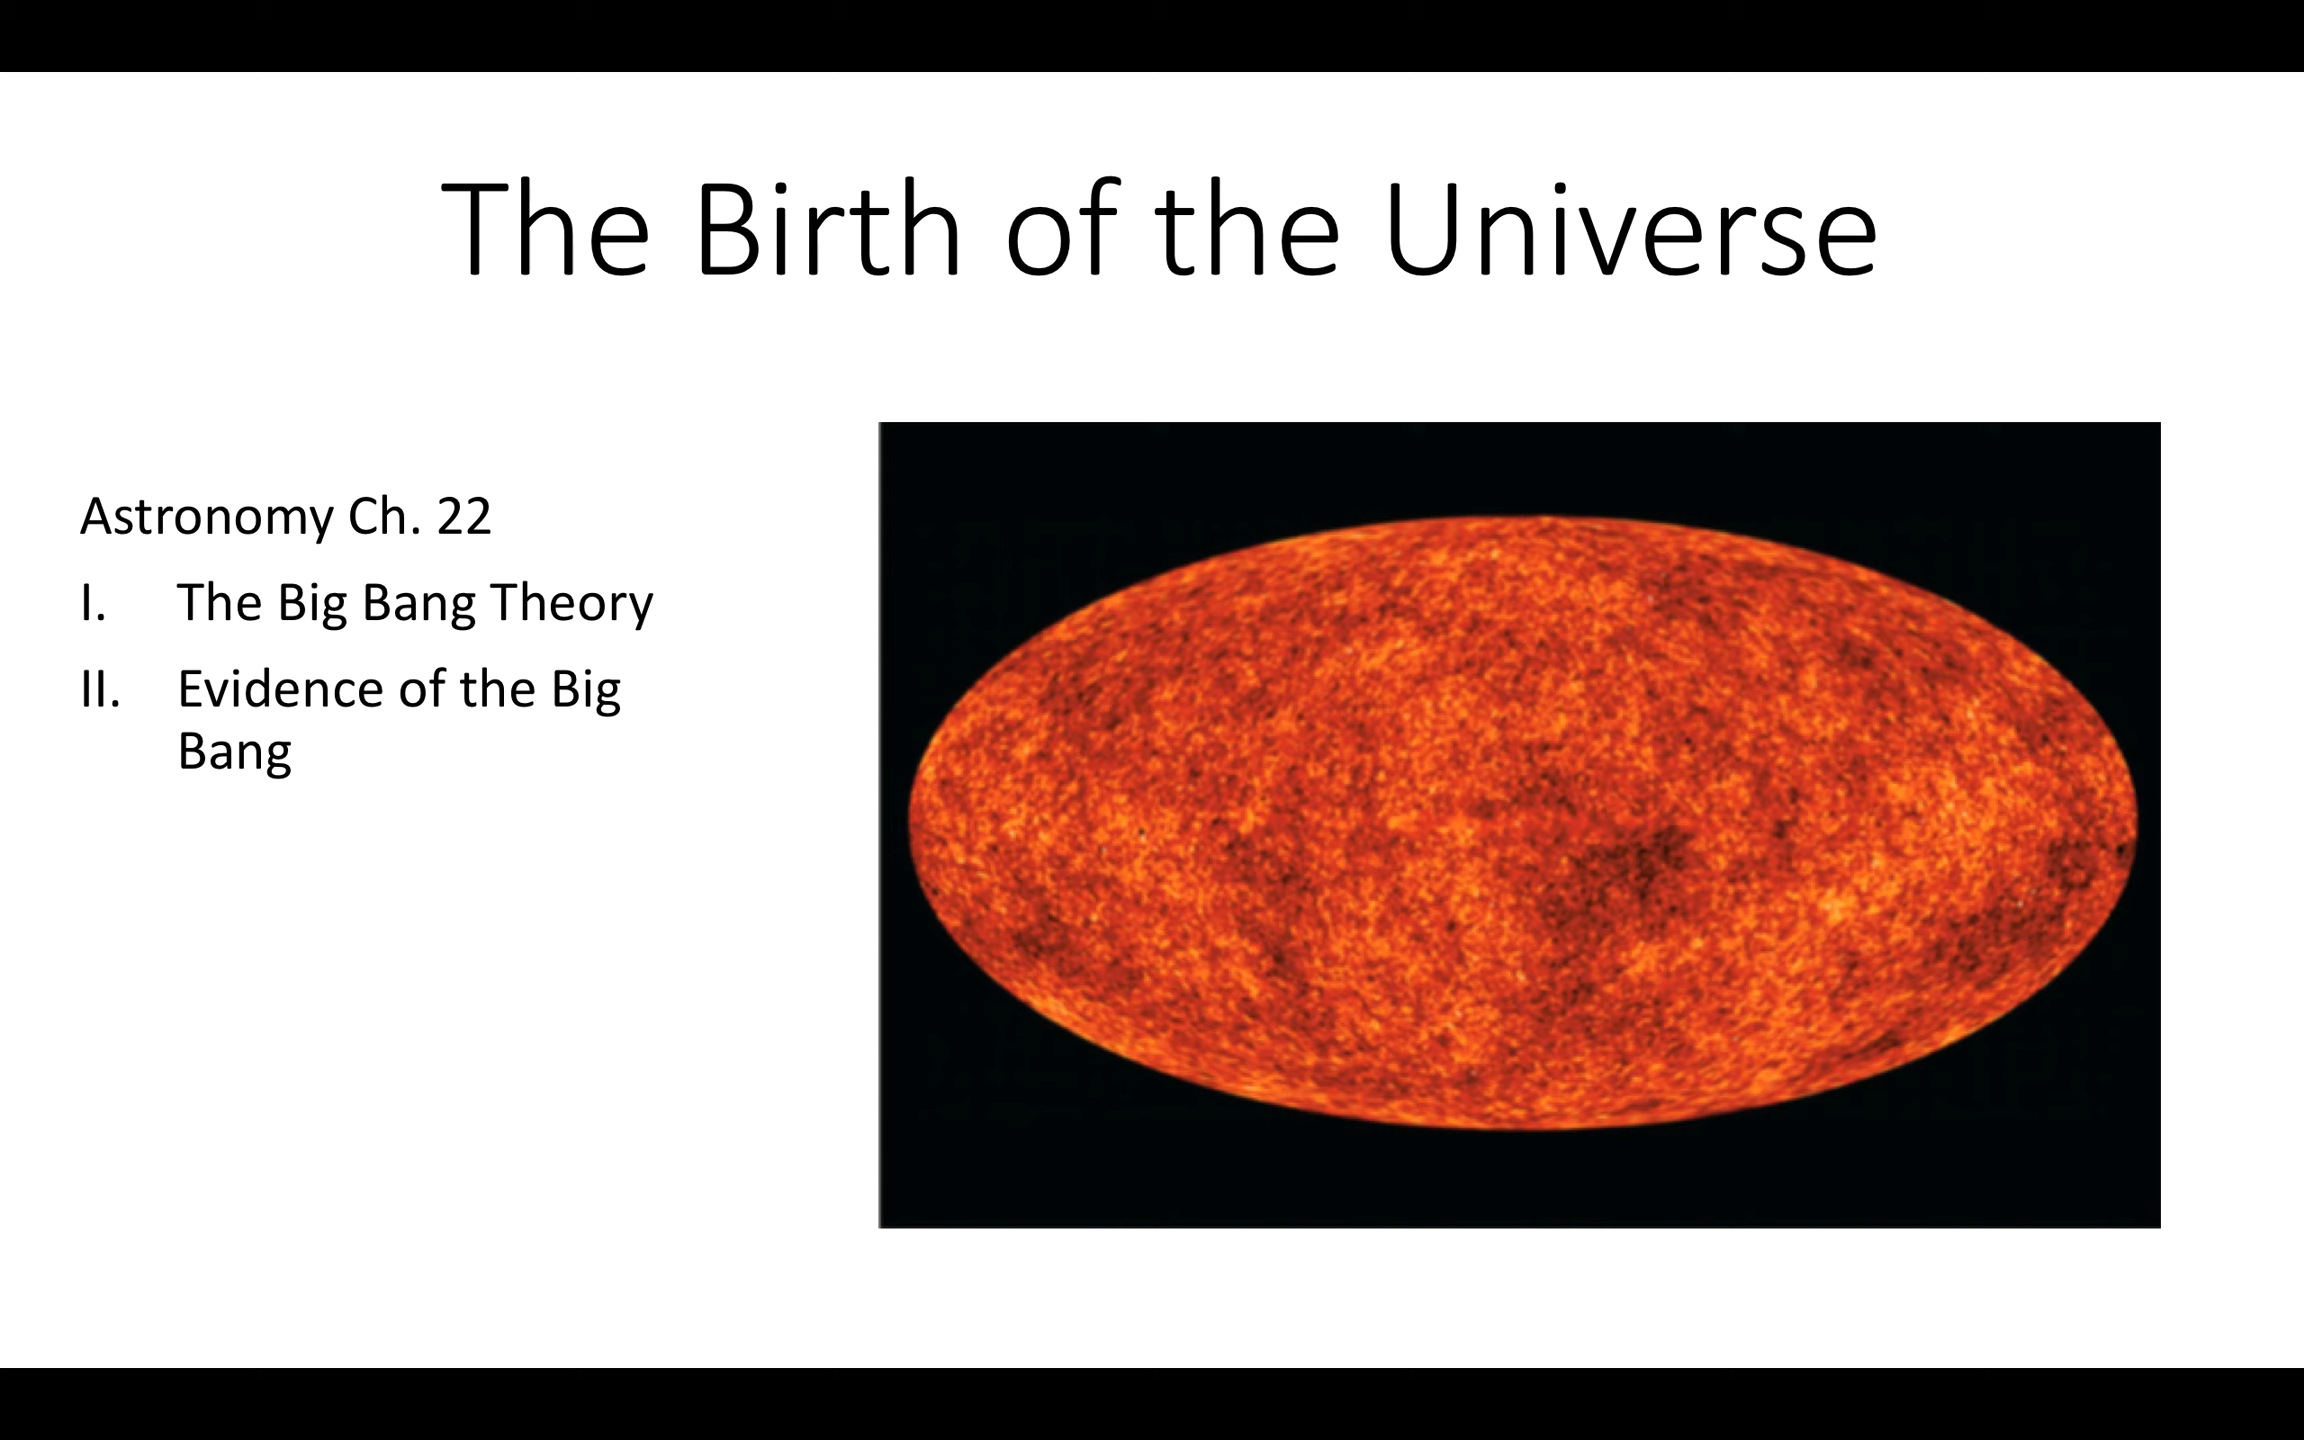 The Birth of the Universe
Astronomy Ch. 22
I. The Big Bang Theory
II. Evidence of the Big
Bang